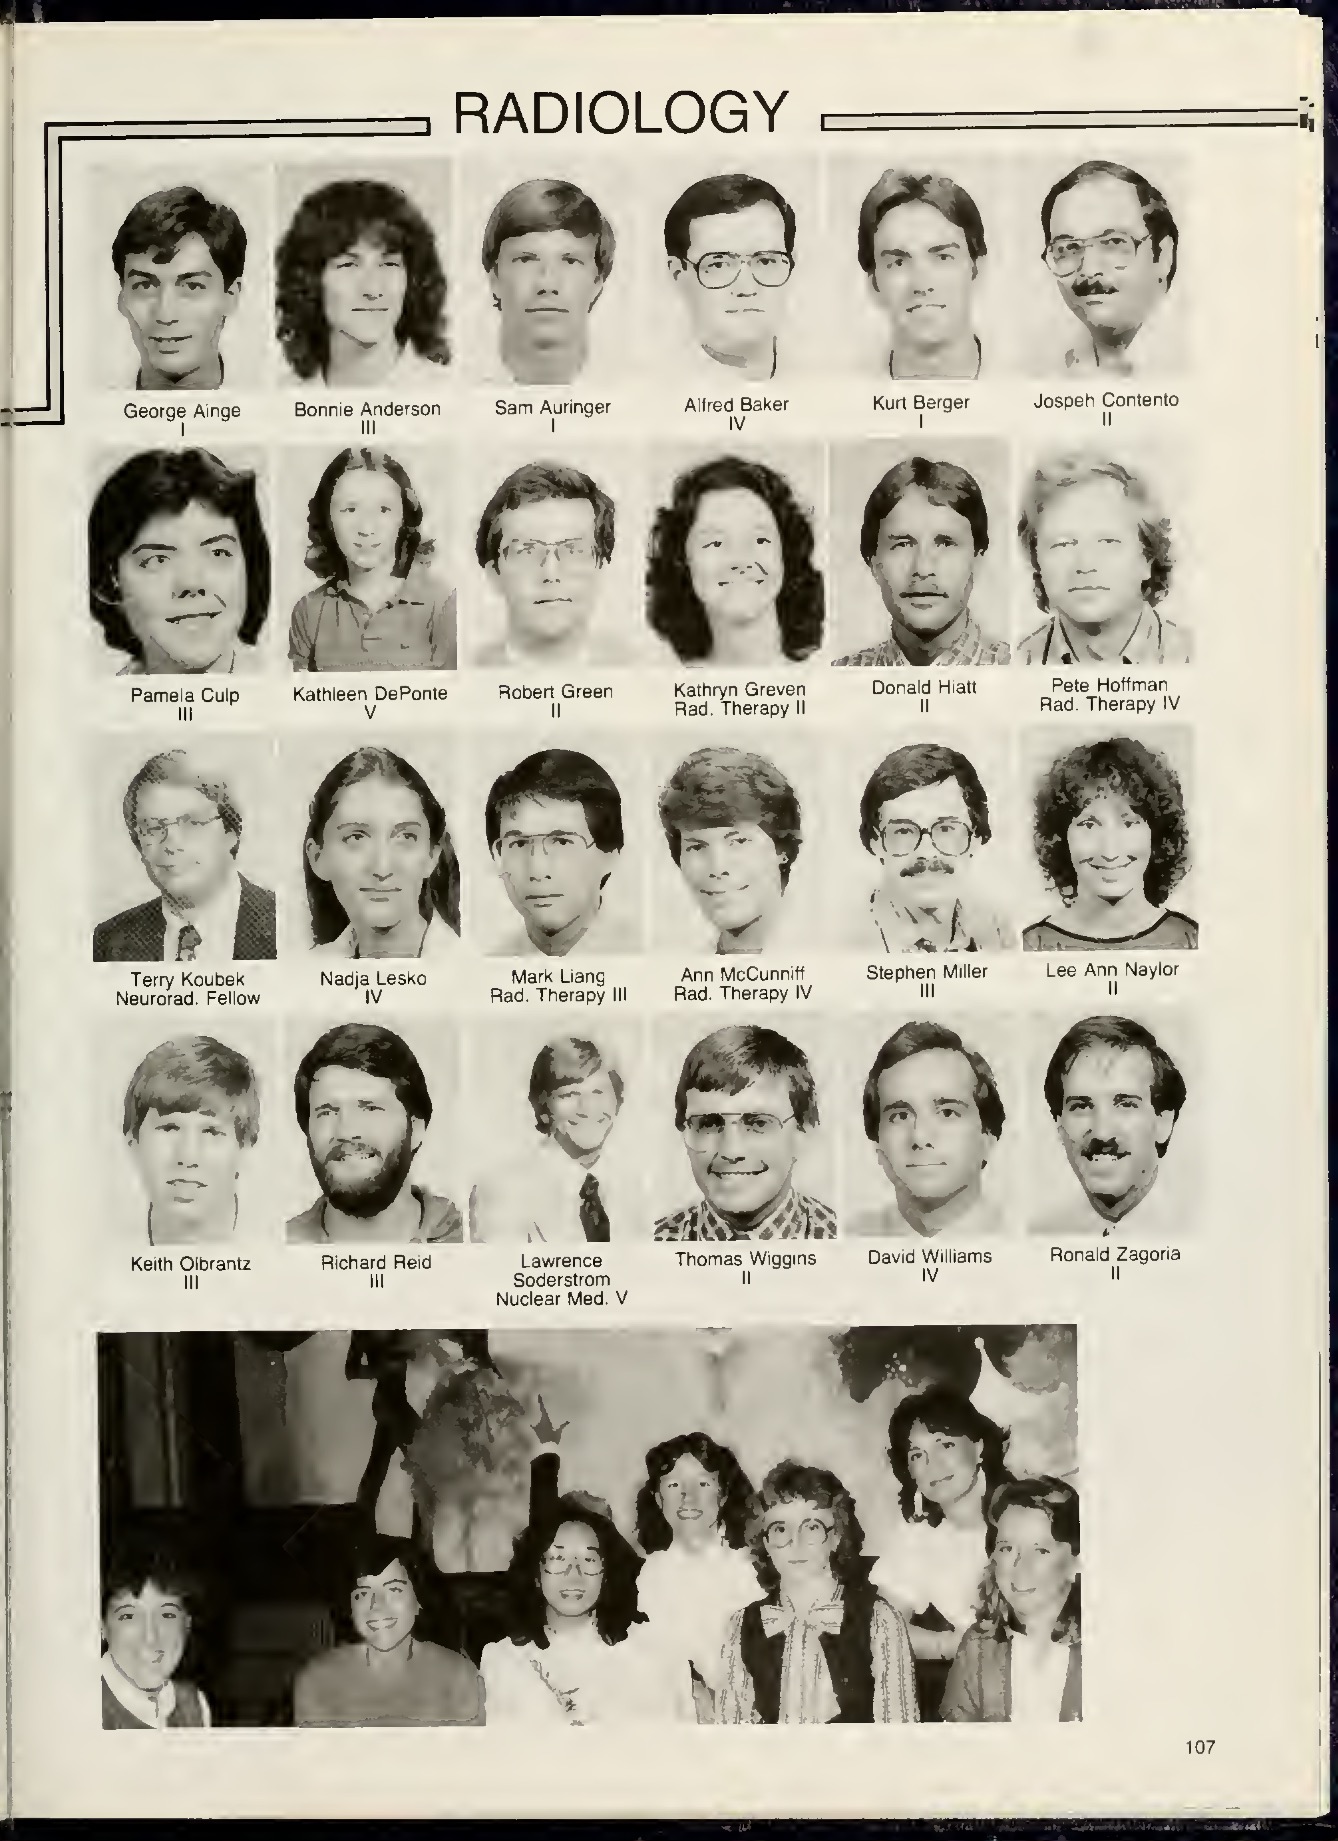 RADIOLOGY
George Ainge
I
Bonnie Anderson
III
Sam Auringer
I
Alfred Baker
IV
Kurt Berger
I
Jospeh Contento
II
Pamela Culp
III
Kathleen DePonte
V
Robert Green
II
Kathryn Greven
Rad. Therapy II
Donald Hiatt
II
Pete Hoffman
Rad. Therapy IV
Terry Koubek
Neurorad. Fellow
Nadja Lesko
IV
Mark Liang
Rad. Therapy III
Ann McCunniff
Rad. Therapy IV
Stephen Miller
III
Lee Ann Naylor
II
Keith Olbrantz
III
Richard Reid
III
Lawrence
Soderstrom
Nuclear Med. V
Thomas Wiggins
II
David Williams
IV
Ronald Zagoria
II
107